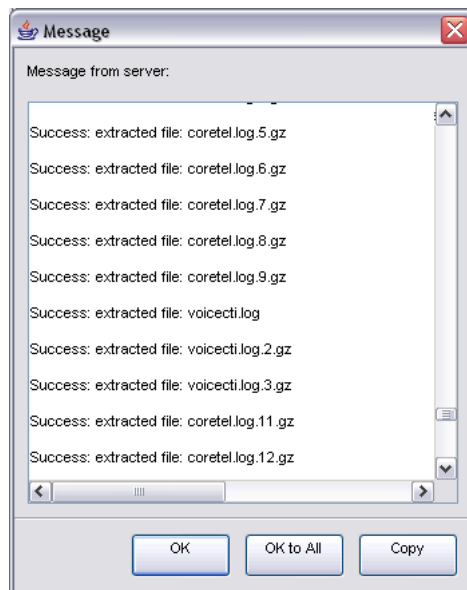 Message
Message from server:
Success: extracted file: coretel.log.5.gz
Success: extracted file: coretel.log.6.gz
Success: extracted file: coretel.log.7.gz
Success: extracted file: coretel.log.8.gz
Success: extracted file: coretel.log.9.gz
Success: extracted file: voicecti.log
Success: extracted file: voicecti.log.2.gz
Success: extracted file: voicecti.log.3.gz
Success: extracted file: coretel.log.11.gz
Success: extracted file: coretel.log.12.gz
OK OK to All Copy